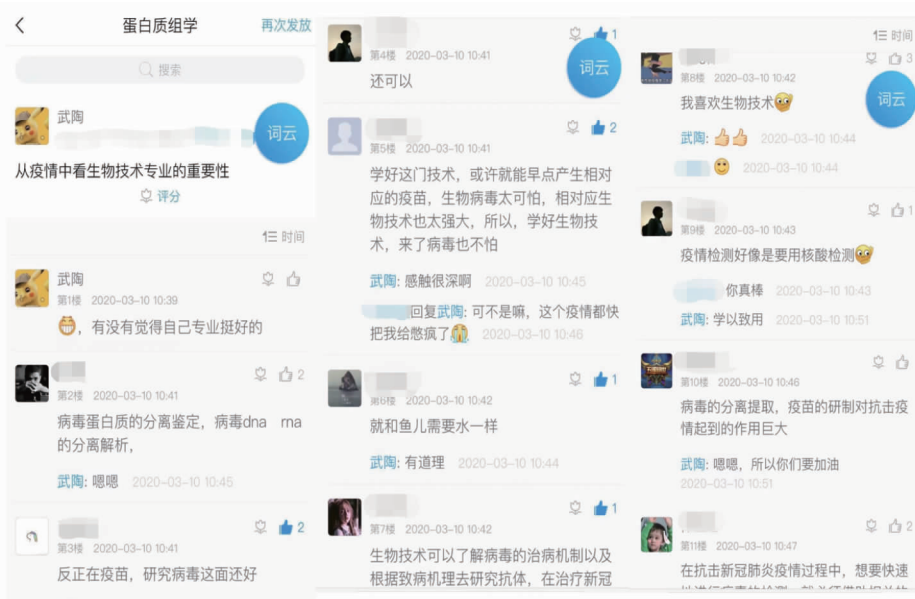 蛋白质组学
再次发放
搜索
武陶
词云
从疫情中看生物技术专业的重要性
评分
时间
武陶
第1楼 2020-03-10 10:39
，有没有觉得自己专业挺好的
2
第2楼 2020-03-10 10:41
病毒蛋白质的分离鉴定，病毒dna rna
的分离解析，
武陶: 嗯嗯 2020-03-10 10:45
2
第3楼 2020-03-10 10:41
反正在疫苗，研究病毒这面还好
1
第4楼 2020-03-10 10:41
词云
还可以
2
第5楼 2020-03-10 10:41
学好这门技术，或许就能早点产生相对
应的疫苗，生物病毒太可怕，相对应生
物技术也太强大，所以，学好生物技
术，来了病毒也不怕
武陶: 感触很深啊 2020-03-10 10:45
回复武陶: 可不是嘛，这个疫情都快
把我给憋疯了 2020-03-10 10:46
1
第6楼 2020-03-10 10:42
就和鱼儿需要水一样
武陶: 有道理 2020-03-10 10:44
1
第7楼 2020-03-10 10:42
生物技术可以了解病毒的治病机制以及
根据致病机理去研究抗体，在治疗新冠
时间
3
第8楼 2020-03-10 10:42
词云
我喜欢生物技术
武陶: 2020-03-10 10:44
2020-03-10 10:44
1
第9楼 2020-03-10 10:43
疫情检测好像是要用核酸检测
你真棒 2020-03-10 10:43
武陶: 学以致用 2020-03-10 10:51
第10楼 2020-03-10 10:46
病毒的分离提取，疫苗的研制对抗击疫
情起到的作用巨大
武陶: 嗯嗯，所以你们要加油
2020-03-10 10:51
2
第11楼 2020-03-10 10:47
在抗击新冠肺炎疫情过程中，想要快速